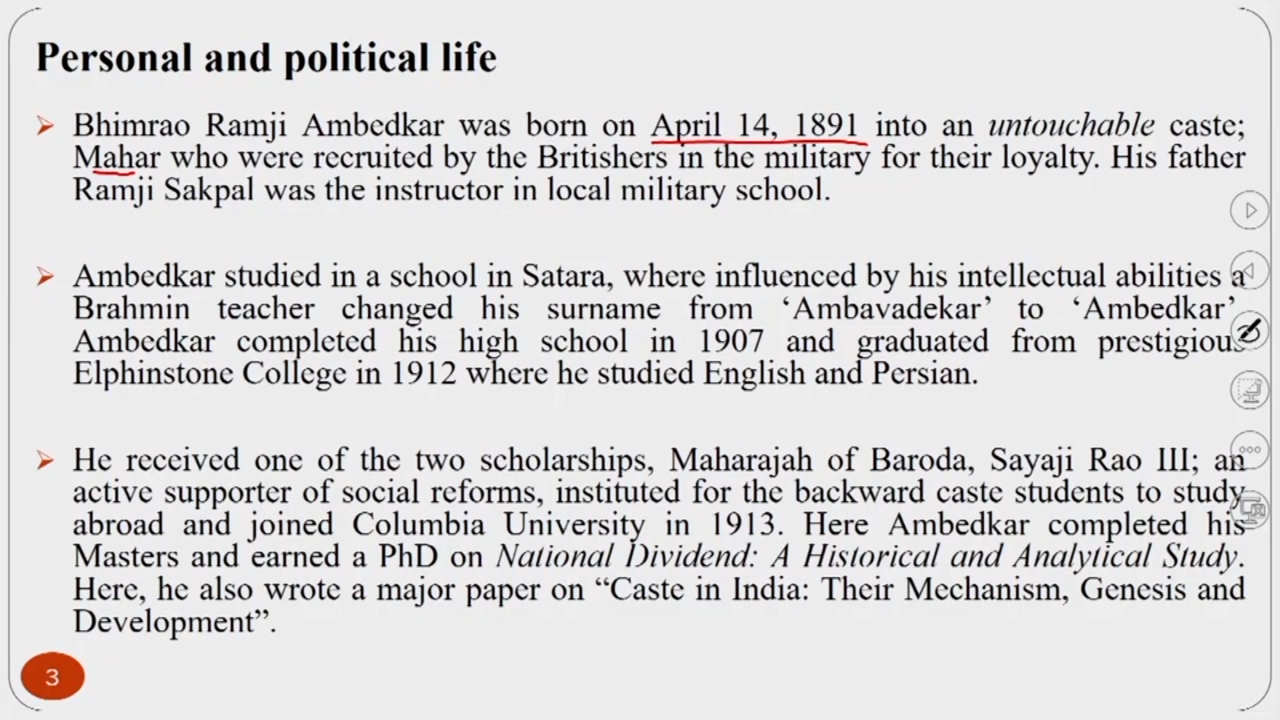 Personal and political life
Bhimrao Ramji Ambedkar was born on April 14, 1891 into an untouchable caste;
Mahar who were recruited by the Britishers in the military for their loyalty. His father
Ramji Sakpal was the instructor in local military school.
Ambedkar studied in a school in Satara, where influenced by his intellectual abilities a
Brahmin teacher changed his surname from ‘Ambavadekar’ to ‘Ambedkar’.
Ambedkar completed his high school in 1907 and graduated from prestigious
Elphinstone College in 1912 where he studied English and Persian.
He received one of the two scholarships, Maharajah of Baroda, Sayaji Rao III; an
active supporter of social reforms, instituted for the backward caste students to study
abroad and joined Columbia University in 1913. Here Ambedkar completed his
Masters and earned a PhD on National Dividend: A Historical and Analytical Study.
Here, he also wrote a major paper on “Caste in India: Their Mechanism, Genesis and
Development”.
3